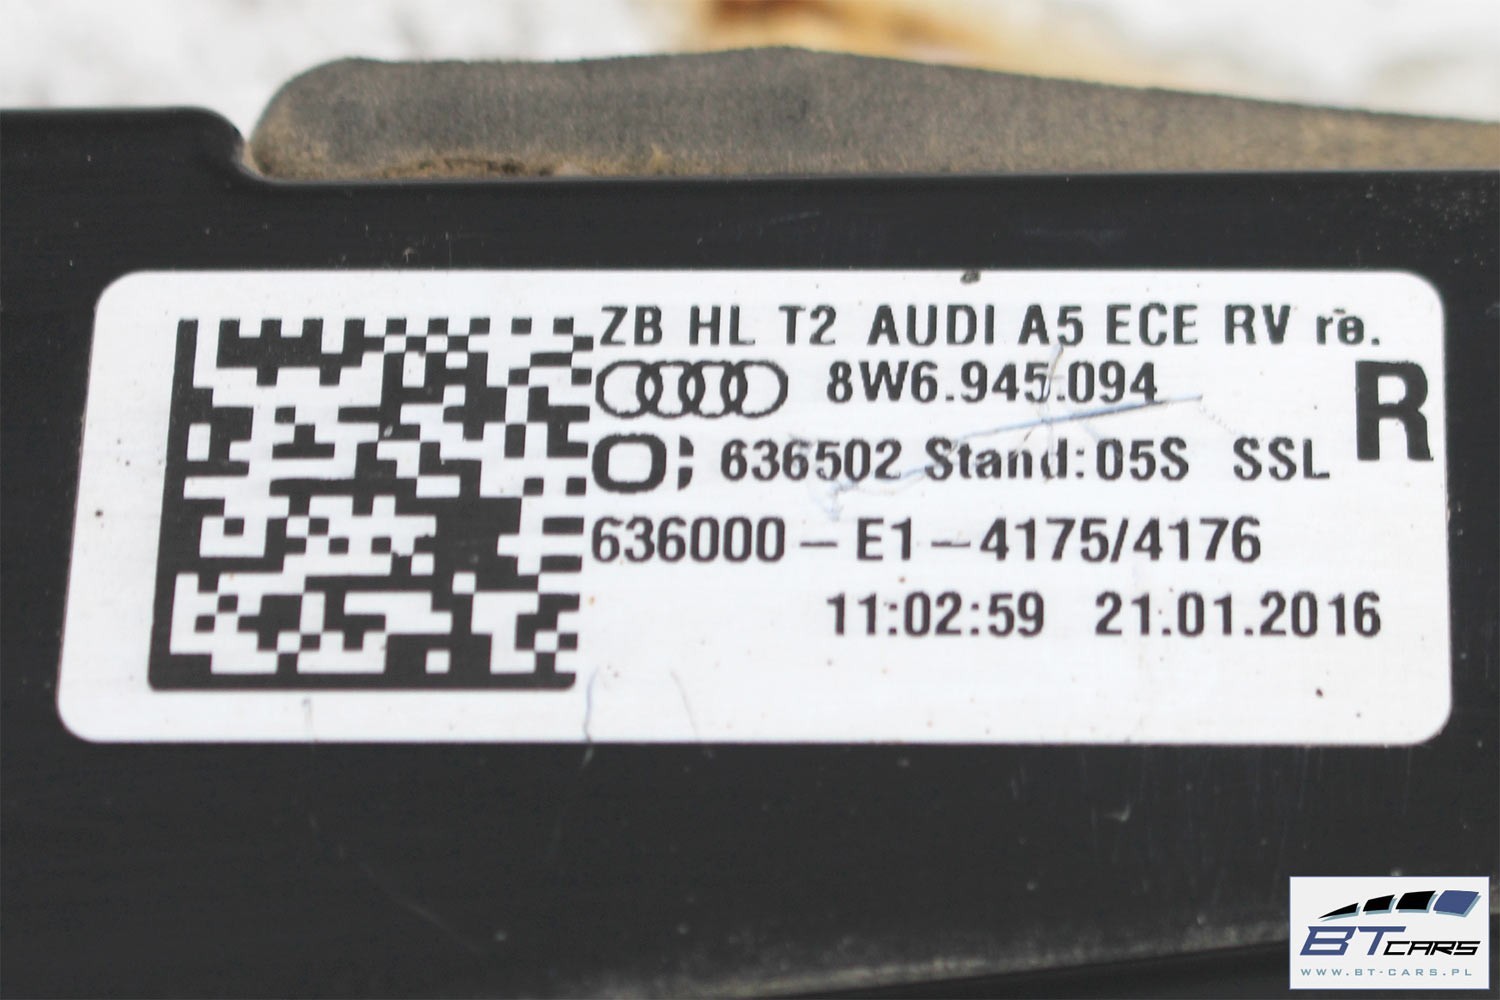 ZB HL T2 AUDI A5 ECE RV re.
8W6.945.094
R
O; 636502 Stand:05S SSL
636000-E1-4175/4176
11:02:59 21.01.2016
BT CARS
WWW.BT-CARS.PL